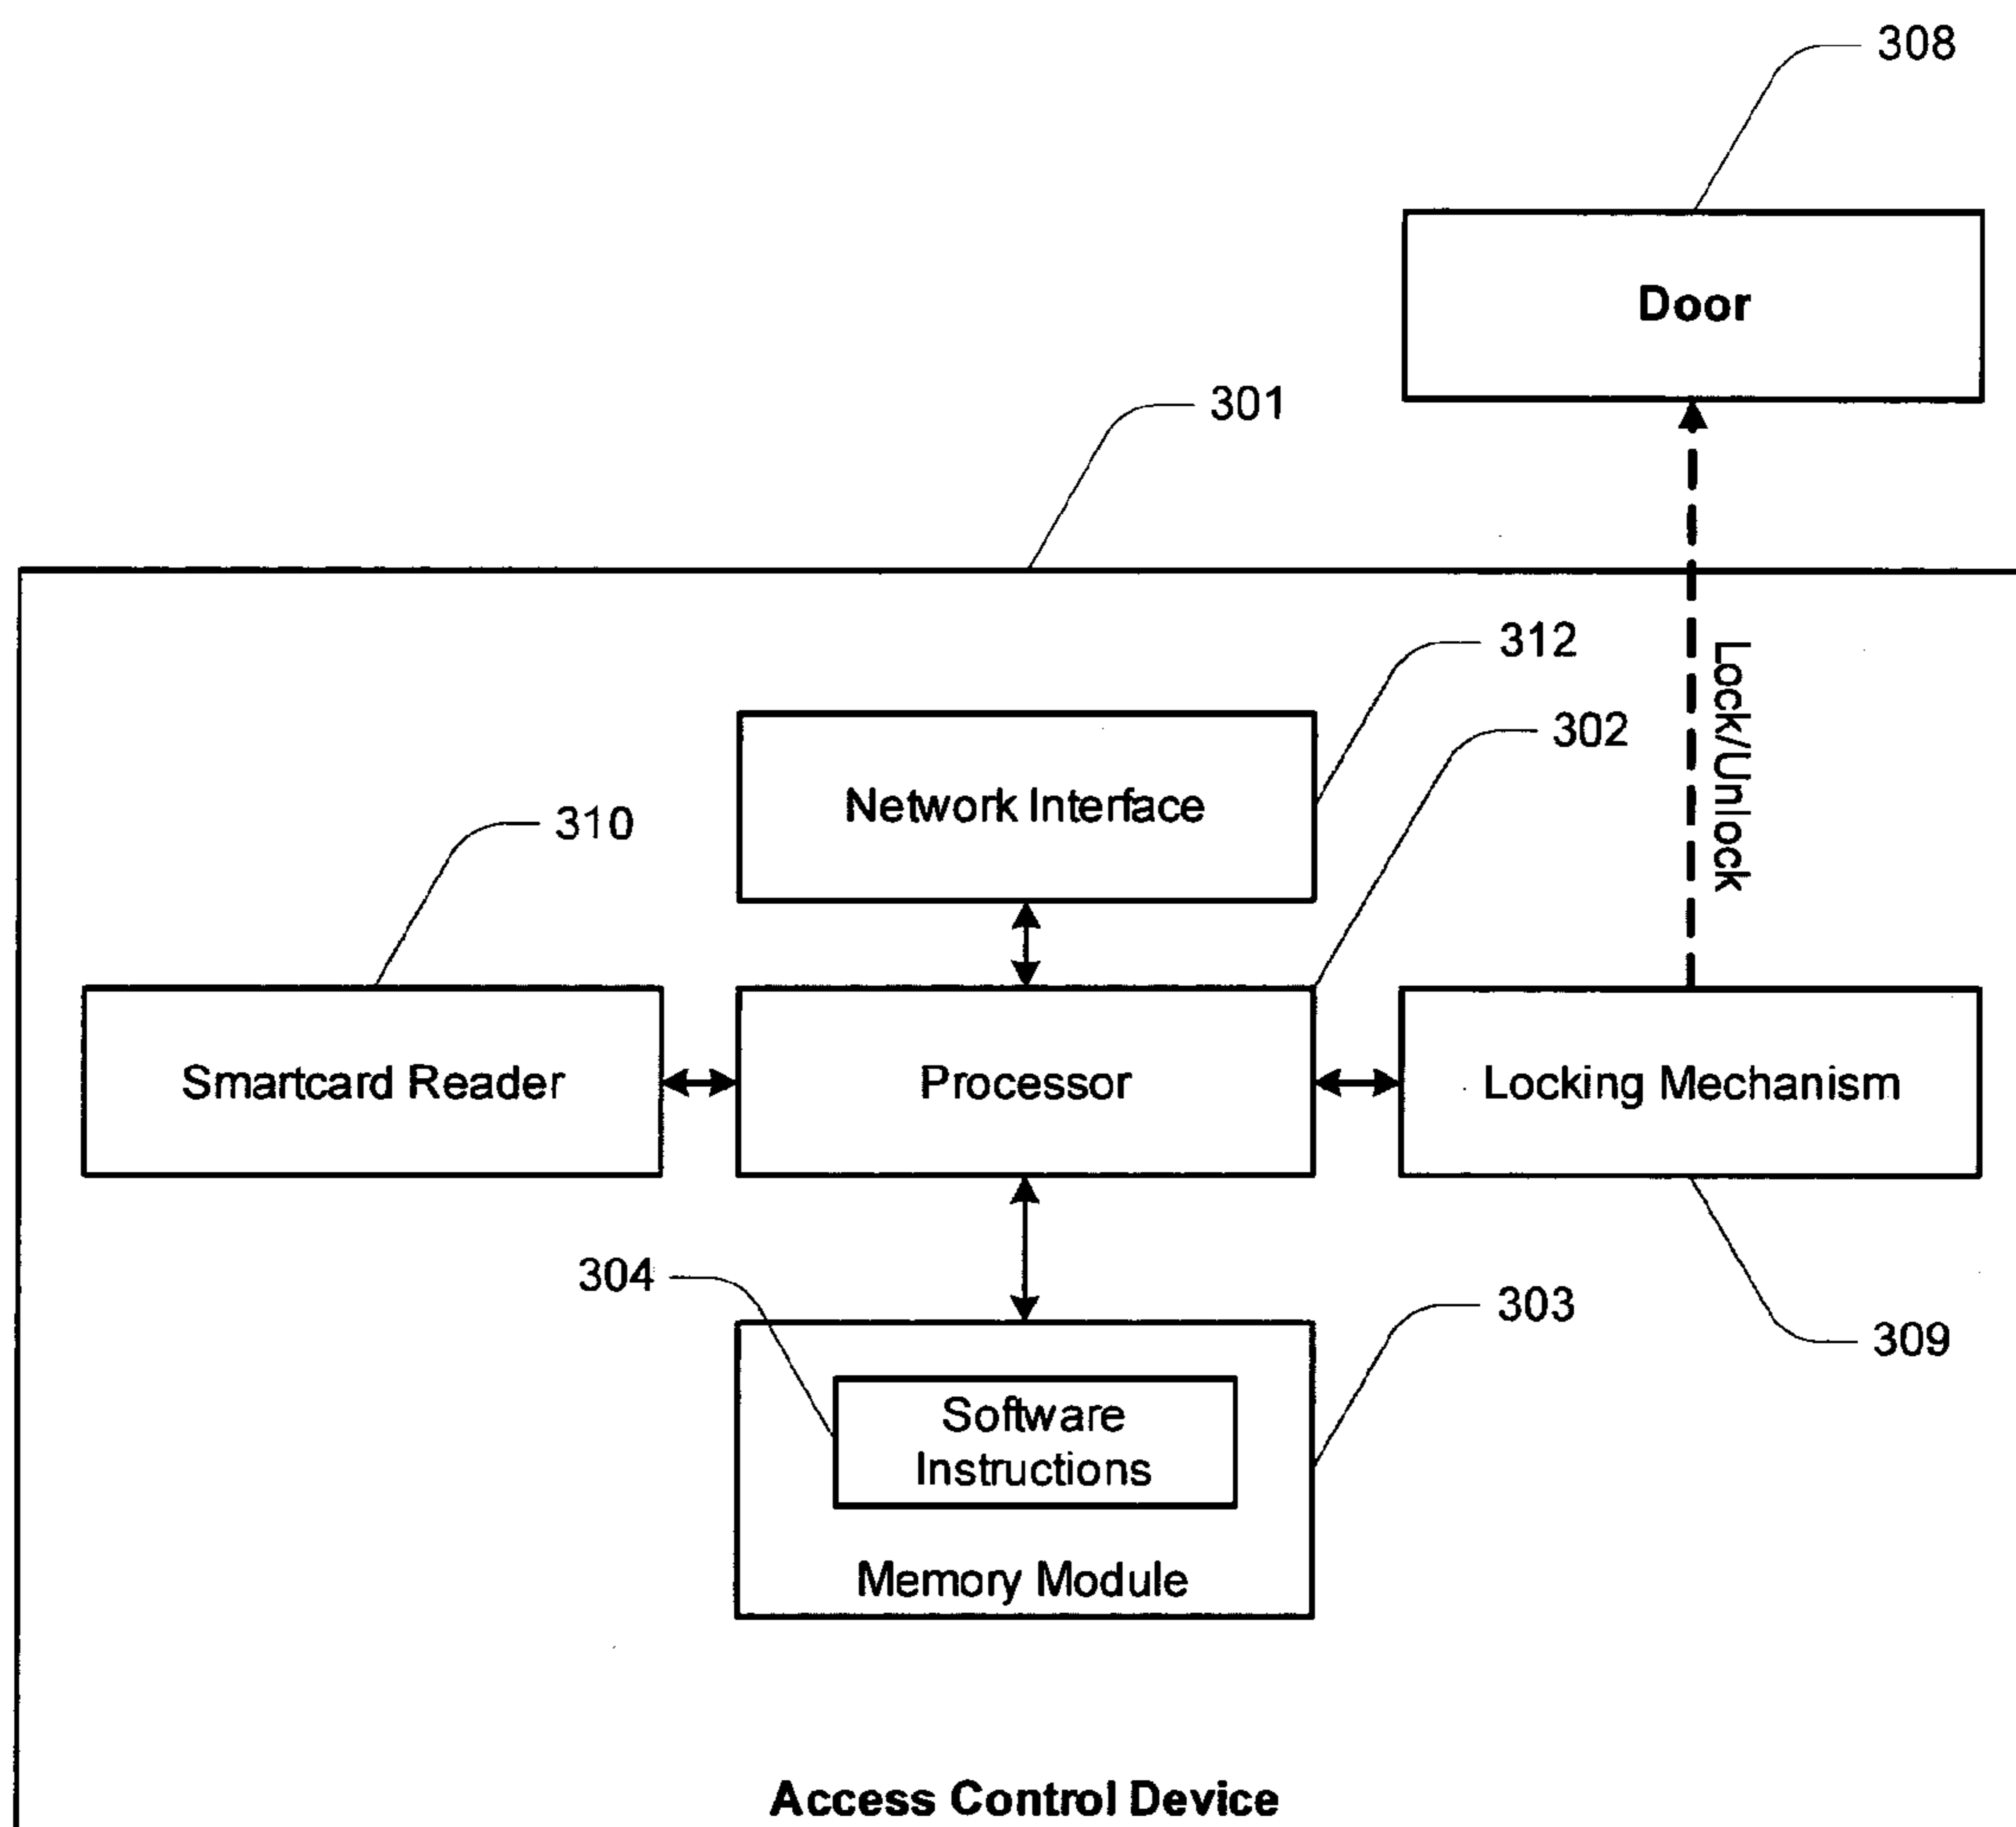 308
Door
301
Lock/Unlock
312
302
Network Interface
310
Smartcard Reader
Processor
Locking Mechanism
304
303
309
Software
Instructions
Memory Module
Access Control Device